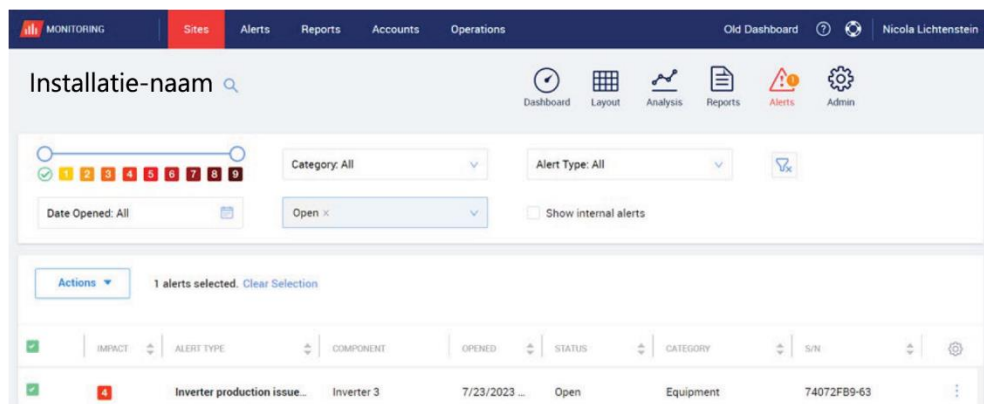 MONITORING Sites Alerts Reports Accounts Operations Old Dashboard ? Nicola Lichtenstein
Installatie-naam
Dashboard Layout Analysis Reports Alerts 1 Admin
1 2 3 4 5 6 7 8 9
Category: All
Alert Type: All
Date Opened: All
Open ×
Show internal alerts
Actions 1 alerts selected. Clear Selection
IMPACT ALERT TYPE COMPONENT OPENED STATUS CATEGORY S/N
4 Inverter production issue... Inverter 3 7/23/2023 ... Open Equipment 74072FB9-63